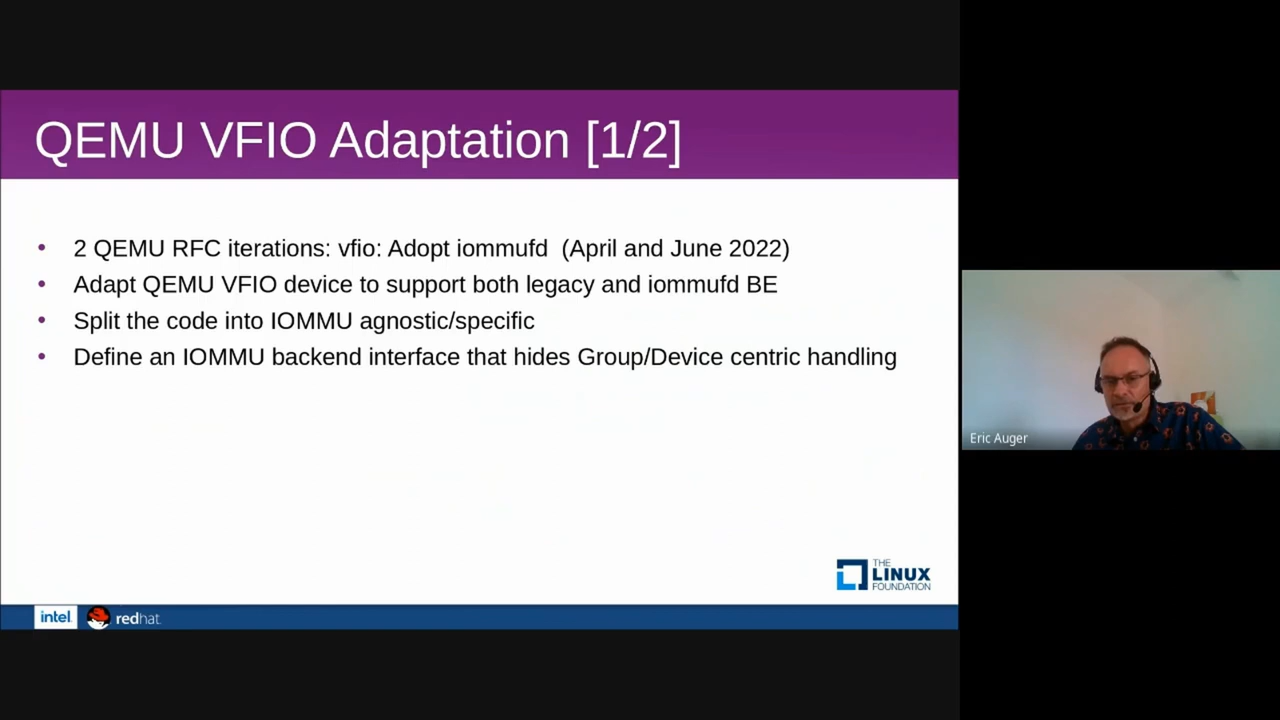 QEMU VFIO Adaptation [1/2]
• 2 QEMU RFC iterations: vfio: Adopt iommufd (April and June 2022)
• Adapt QEMU VFIO device to support both legacy and iommufd BE
• Split the code into IOMMU agnostic/specific
• Define an IOMMU backend interface that hides Group/Device centric handling
Eric Auger
THE
LINUX
FOUNDATION
intel
redhat